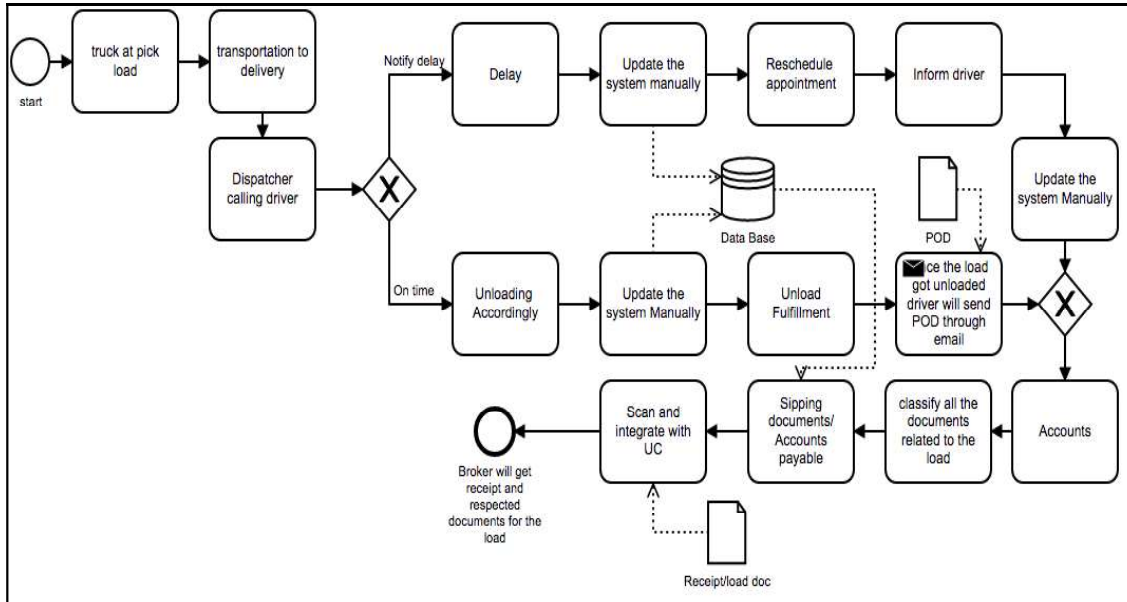 start
truck at pick
load
transportation to
delivery
Dispatcher
calling driver
X
Notify delay
Delay
Update the
system manually
Reschedule
appointment
Inform driver
Update the
system Manually
Data Base
POD
On time
Unloading
Accordingly
Update the
system Manually
Unload
Fulfillment
ce the load
got unloaded
driver will send
POD through
email
X
Accounts
classify all the
documents
related to the
load
Sipping
documents/
Accounts
payable
Scan and
integrate with
UC
Broker will get
receipt and
respected
documents for the
load
Receipt/load doc